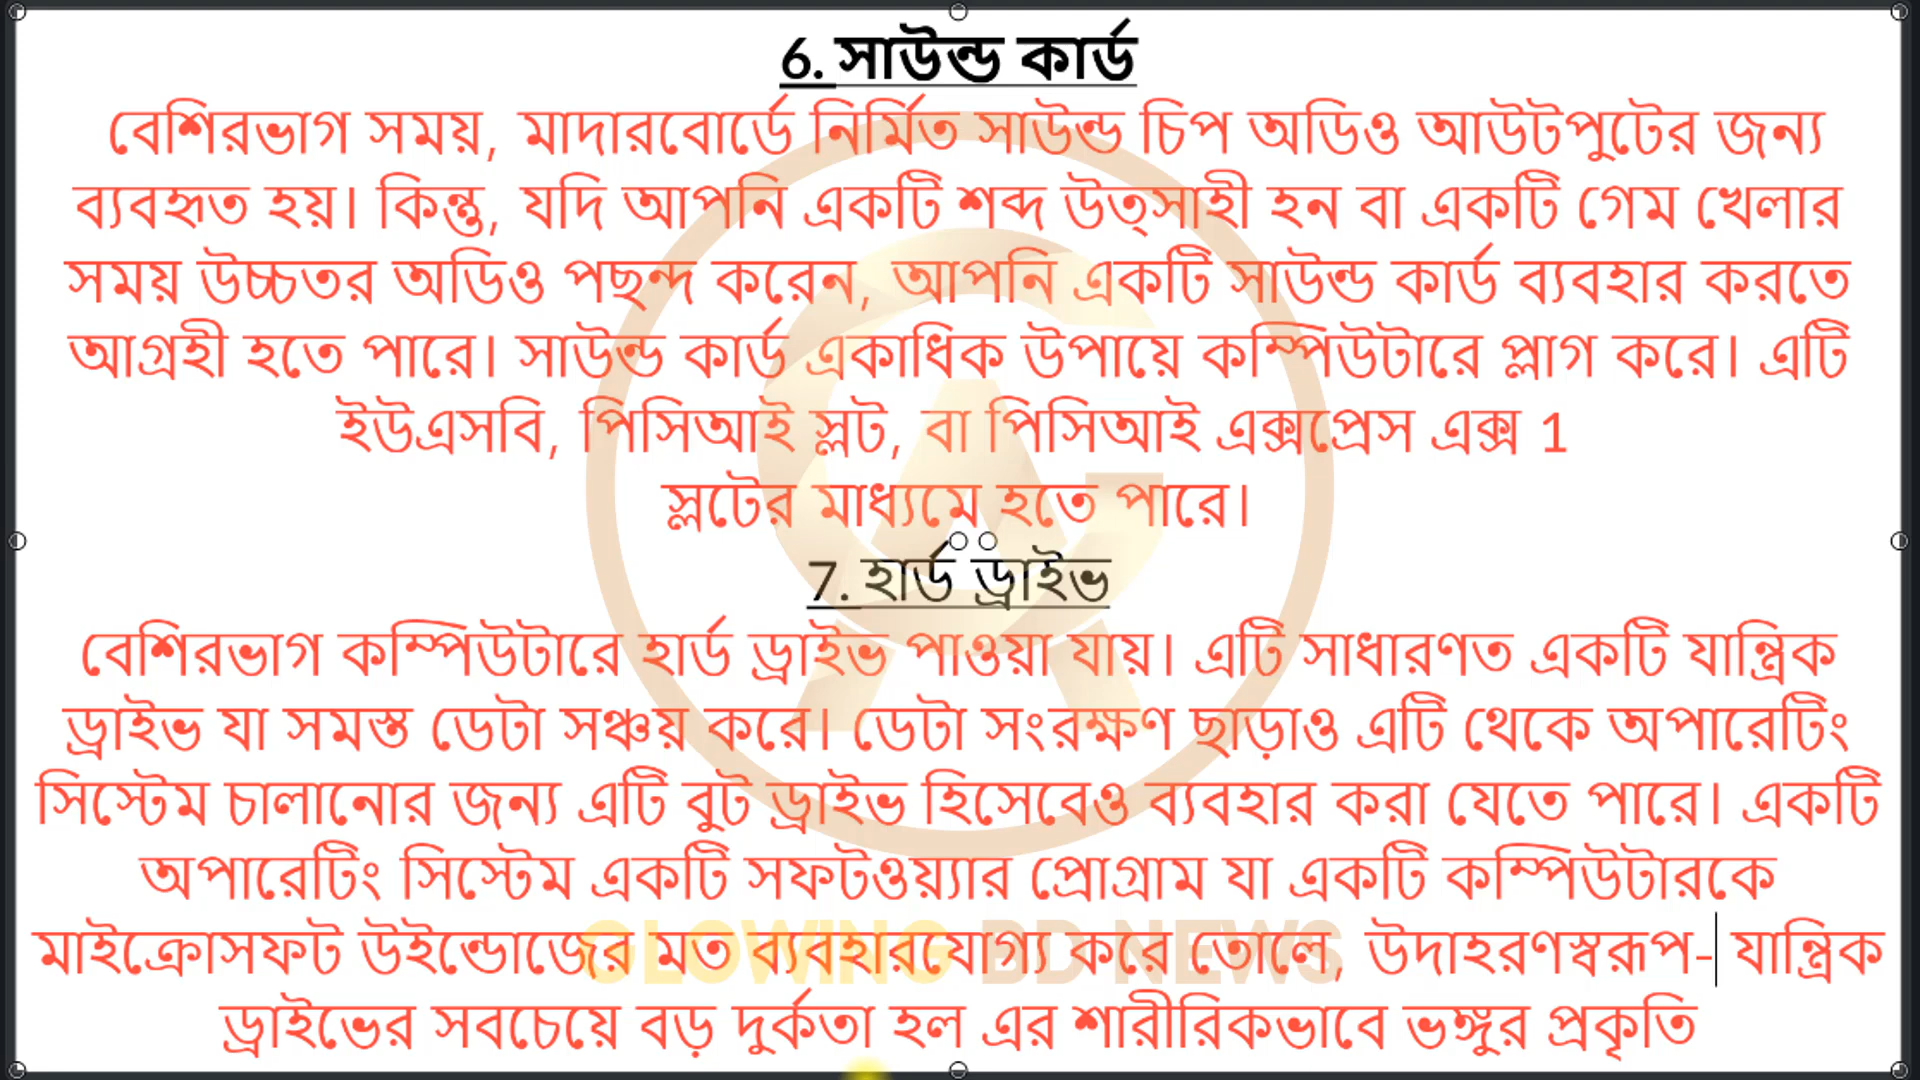 6. সাউন্ড কার্ড
বেশিরভাগ সময়, মাদারবোর্ডে নির্মিত সাউন্ড চিপ অডিও আউটপুটের জন্য
ব্যবহৃত হয়। কিন্তু, যদি আপনি একটি শব্দ উত্সাহী হন বা একটি গেম খেলার
সময় উচ্চতর অডিও পছন্দ করেন, আপনি একটি সাউন্ড কার্ড ব্যবহার করতে
আগ্রহী হতে পারে। সাউন্ড কার্ড একাধিক উপায়ে কম্পিউটারে প্লাগ করে। এটি
ইউএসবি, পিসিআই স্লট, বা পিসিআই এক্সপ্রেস এক্স 1
স্লটের মাধ্যমে হতে পারে।
7. হার্ড ড্রাইভ
বেশিরভাগ কম্পিউটারে হার্ড ড্রাইভ পাওয়া যায়। এটি সাধারণত একটি যান্ত্রিক
ড্রাইভ যা সমস্ত ডেটা সঞ্চয় করে। ডেটা সংরক্ষণ ছাড়াও এটি থেকে অপারেটিং
সিস্টেম চালানোর জন্য এটি বুট ড্রাইভ হিসেবেও ব্যবহার করা যেতে পারে। একটি
অপারেটিং সিস্টেম একটি সফটওয়্যার প্রোগ্রাম যা একটি কম্পিউটারকে
মাইক্রোসফট উইন্ডোজের মত ব্যবহারযোগ্য করে তোলে, উদাহরণস্বরূপ- যান্ত্রিক
GLOWING BD NEWS
ড্রাইভের সবচেয়ে বড় দুর্কতা হল এর শারীরিকভাবে ভঙ্গুর প্রকৃতি